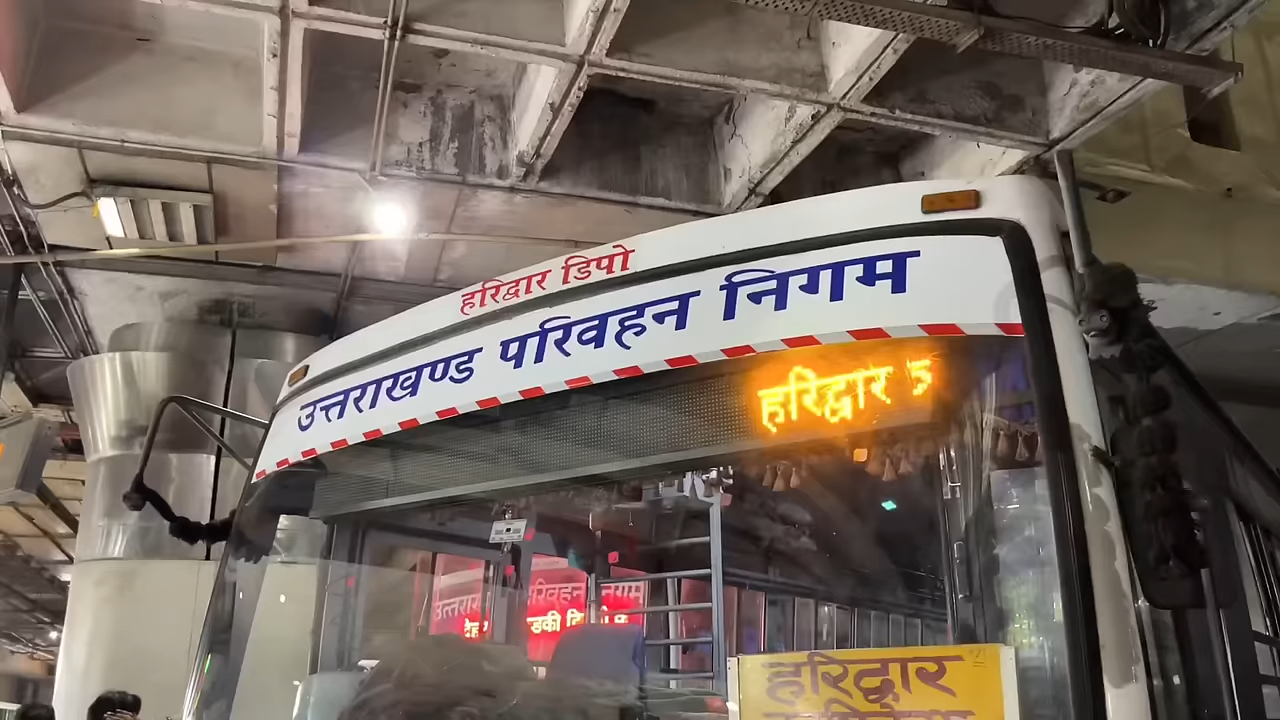 हरिद्वार डिपो
उत्तराखण्ड परिवहन निगम
हरिद्वार
हरिद्वार